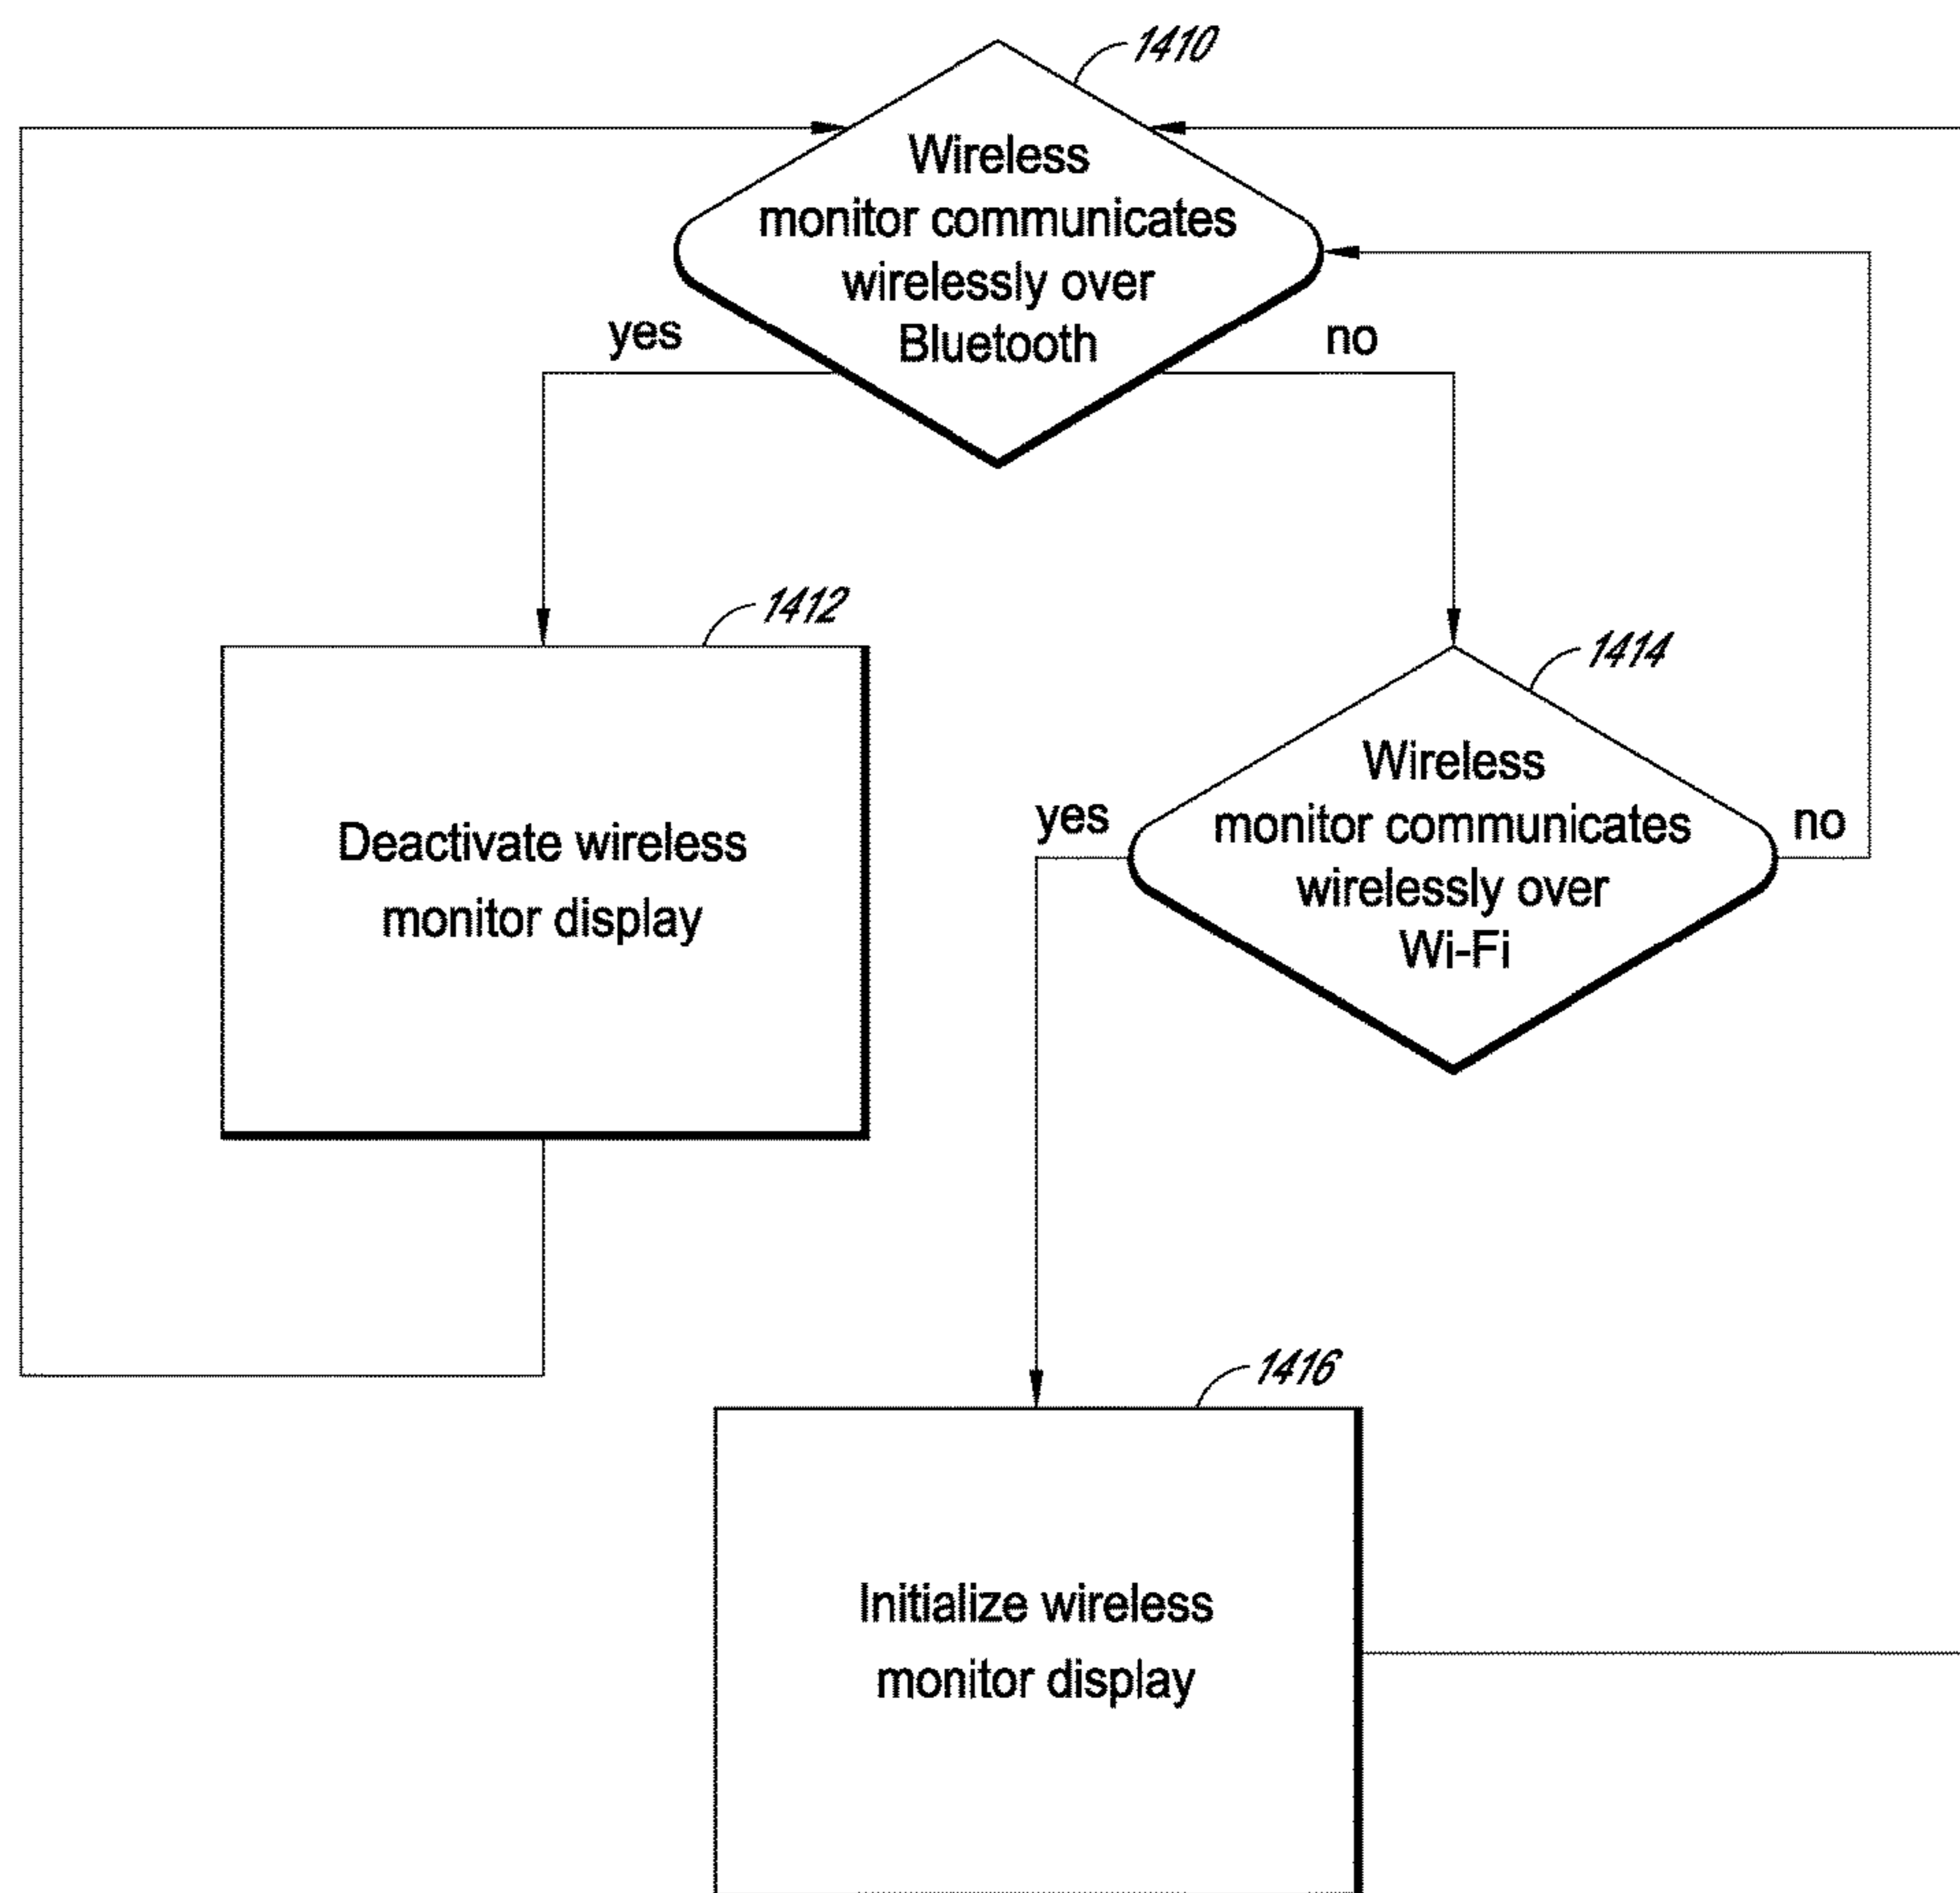 1410
Wireless
monitor communicates
wirelessly over
Bluetooth
yes
no
1412
Deactivate wireless
monitor display
1414
Wireless
monitor communicates
wirelessly over
Wi-Fi
yes
no
1416
Initialize wireless
monitor display